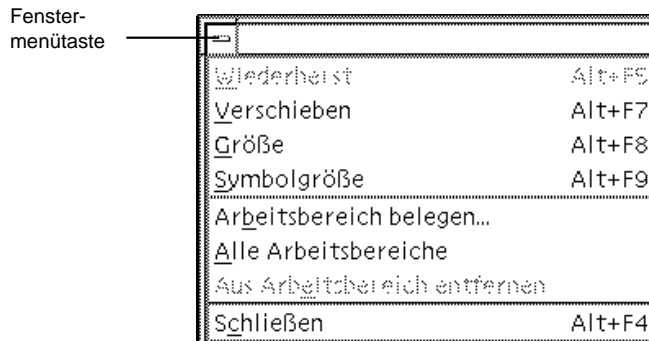 Fenster-
menütaste
Wiederherst Alt+F5
Verschieben Alt+F7
Größe Alt+F8
Symbolgröße Alt+F9
Arbeitsbereich belegen...
Alle Arbeitsbereiche
Aus Arbeitsbereich entfernen
Schließen Alt+F4